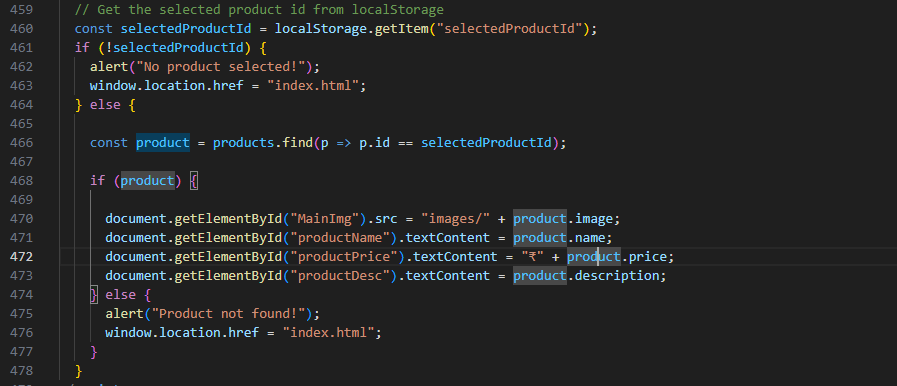 459 // Get the selected product id from localStorage
460 const selectedProductId = localStorage.getItem("selectedProductId");
461 if (!selectedProductId) {
462 alert("No product selected!");
463 window.location.href = "index.html";
464 } else {
465
466 const product = products.find(p => p.id == selectedProductId);
467
468 if (product) {
469
470 document.getElementById("MainImg").src = "images/" + product.image;
471 document.getElementById("productName").textContent = product.name;
472 document.getElementById("productPrice").textContent = "₹" + product.price;
473 document.getElementById("productDesc").textContent = product.description;
474 } else {
475 alert("Product not found!");
476 window.location.href = "index.html";
477 }
478 }